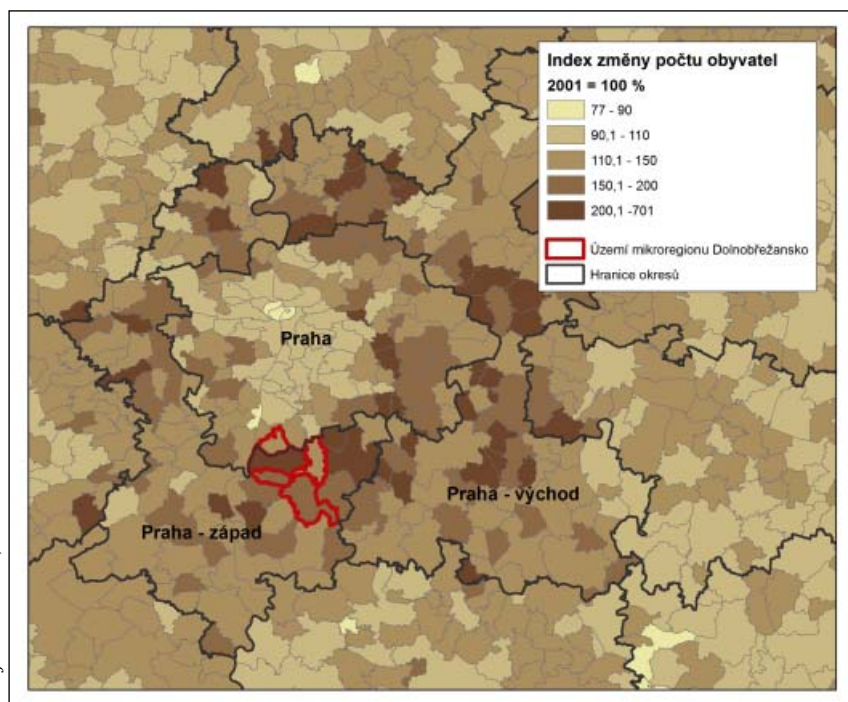 Index změny počtu obyvatel
2001 = 100 %
77 - 90
90,1 - 110
110,1 - 150
150,1 - 200
200,1 -701
Území mikroregionu Dolnobřežansko
Hranice okresů
Praha
Praha - východ
Praha - západ